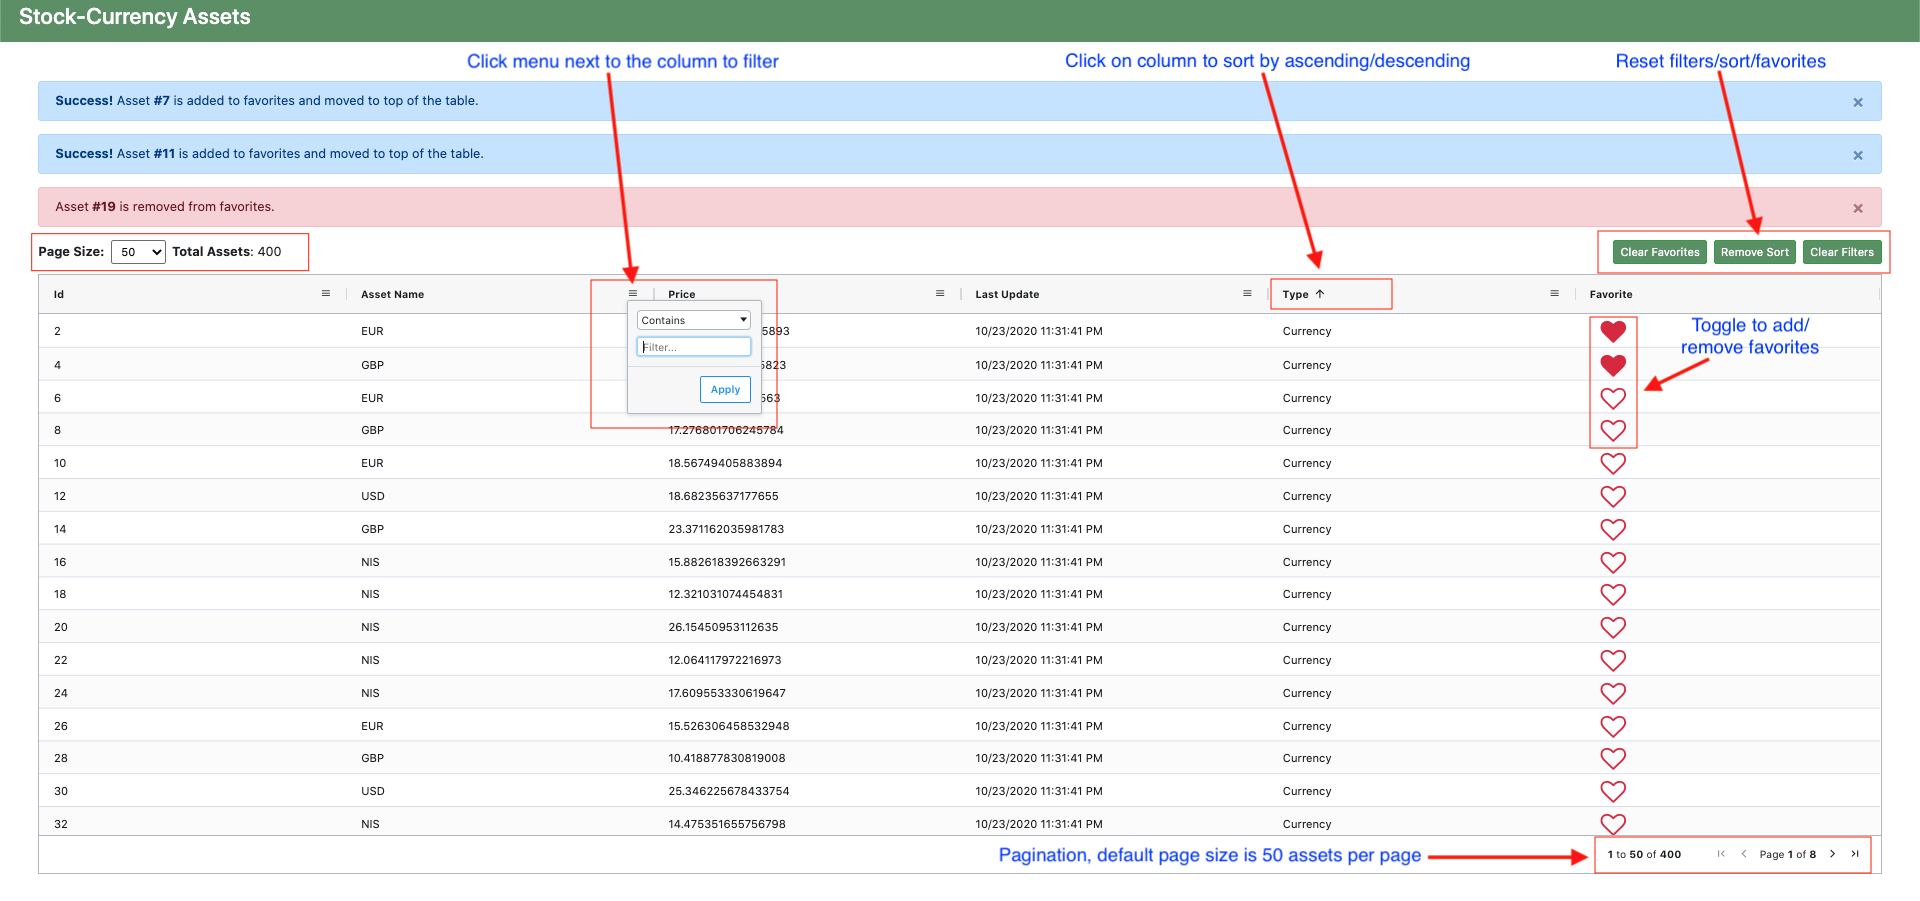 Stock-Currency Assets
Click menu next to the column to filter
Click on column to sort by ascending/descending
Reset filters/sort/favorites
Success! Asset #7 is added to favorites and moved to top of the table. ×
Success! Asset #11 is added to favorites and moved to top of the table. ×
Asset #19 is removed from favorites. ×
Page Size: 50 Total Assets: 400 Clear Favorites Remove Sort Clear Filters
Id Asset Name Price Last Update Type ↑ Favorite
Contains
Filter...
Apply
2 EUR 5893 10/23/2020 11:31:41 PM Currency
Toggle to add/
remove favorites
4 GBP 5823 10/23/2020 11:31:41 PM Currency
6 EUR 563 10/23/2020 11:31:41 PM Currency
8 GBP 17.276801706245784 10/23/2020 11:31:41 PM Currency
10 EUR 18.56749405883894 10/23/2020 11:31:41 PM Currency
12 USD 18.68235637177655 10/23/2020 11:31:41 PM Currency
14 GBP 23.371162035981783 10/23/2020 11:31:41 PM Currency
16 NIS 15.882618392663291 10/23/2020 11:31:41 PM Currency
18 NIS 12.321031074454831 10/23/2020 11:31:41 PM Currency
20 NIS 26.15450953112635 10/23/2020 11:31:41 PM Currency
22 NIS 12.064117972216973 10/23/2020 11:31:41 PM Currency
24 NIS 17.609553330619647 10/23/2020 11:31:41 PM Currency
26 EUR 15.526306458532948 10/23/2020 11:31:41 PM Currency
28 GBP 10.418877830819008 10/23/2020 11:31:41 PM Currency
30 USD 25.346225678433754 10/23/2020 11:31:41 PM Currency
32 NIS 14.475351655756798 10/23/2020 11:31:41 PM Currency
Pagination, default page size is 50 assets per page
1 to 50 of 400 Page 1 of 8